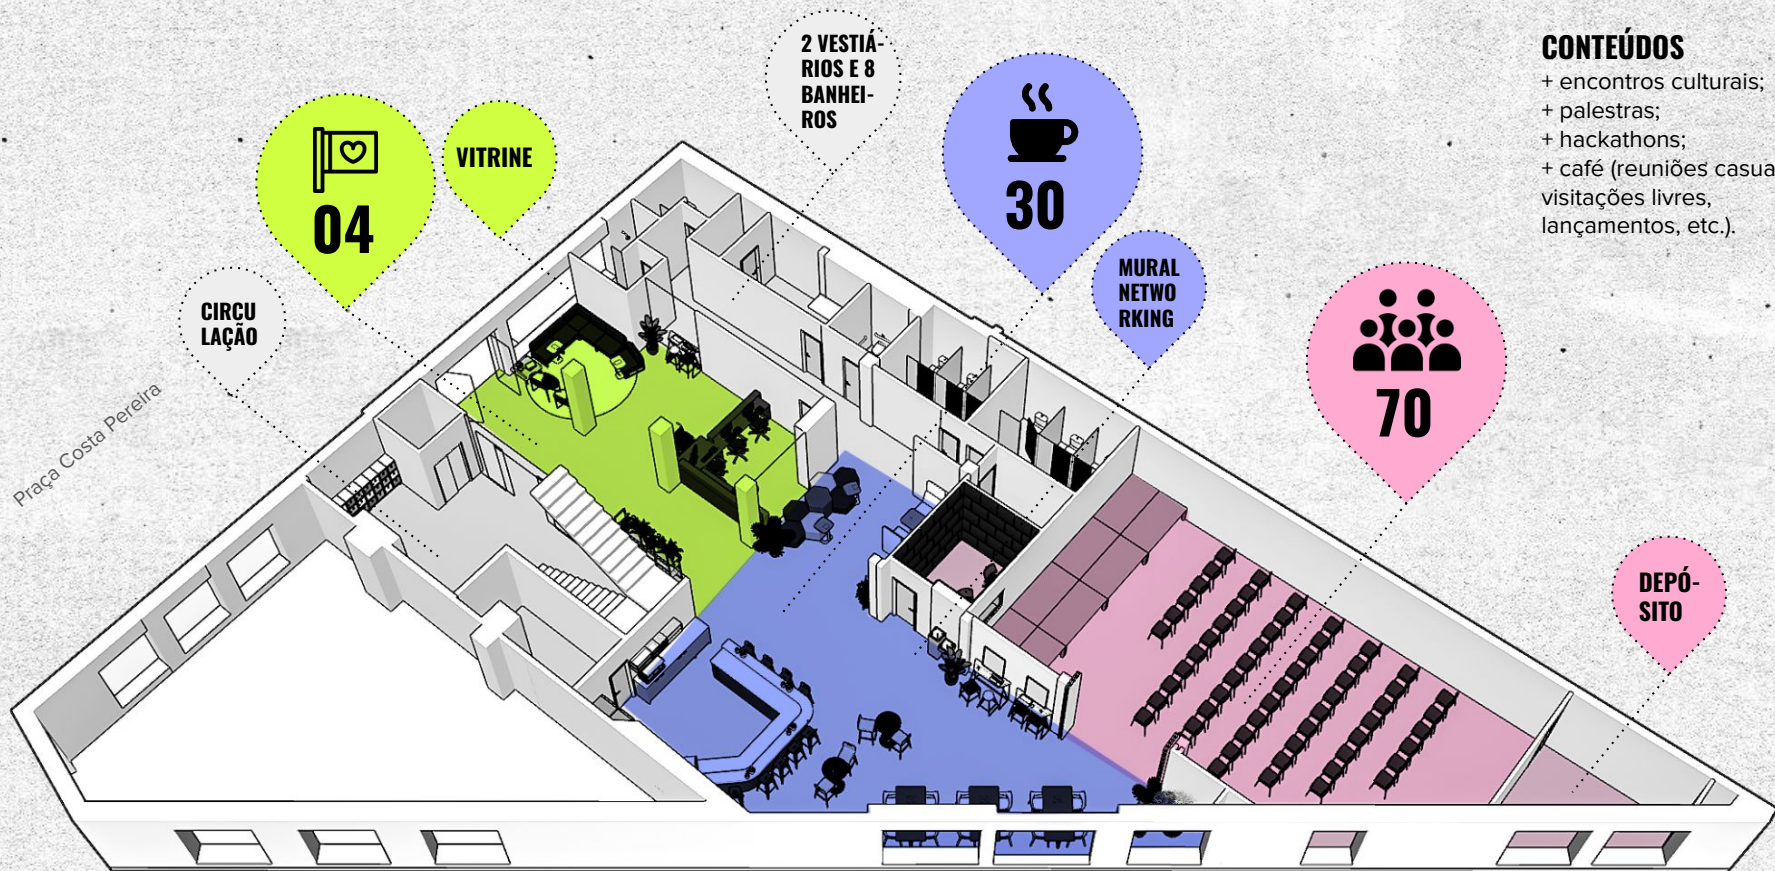 2 VESTIÁ-
RIOS E 8
BANHEI-
ROS
CONTEÚDOS
+ encontros culturais;
+ palestras;
+ hackathons;
+ café (reuniões casua
visitações livres,
lançamentos, etc.).
04
VITRINE
30
MURAL
NETWO
RKING
CIRCU
LAÇÃO
70
Praça Costa Pereira
DEPÓ-
SITO